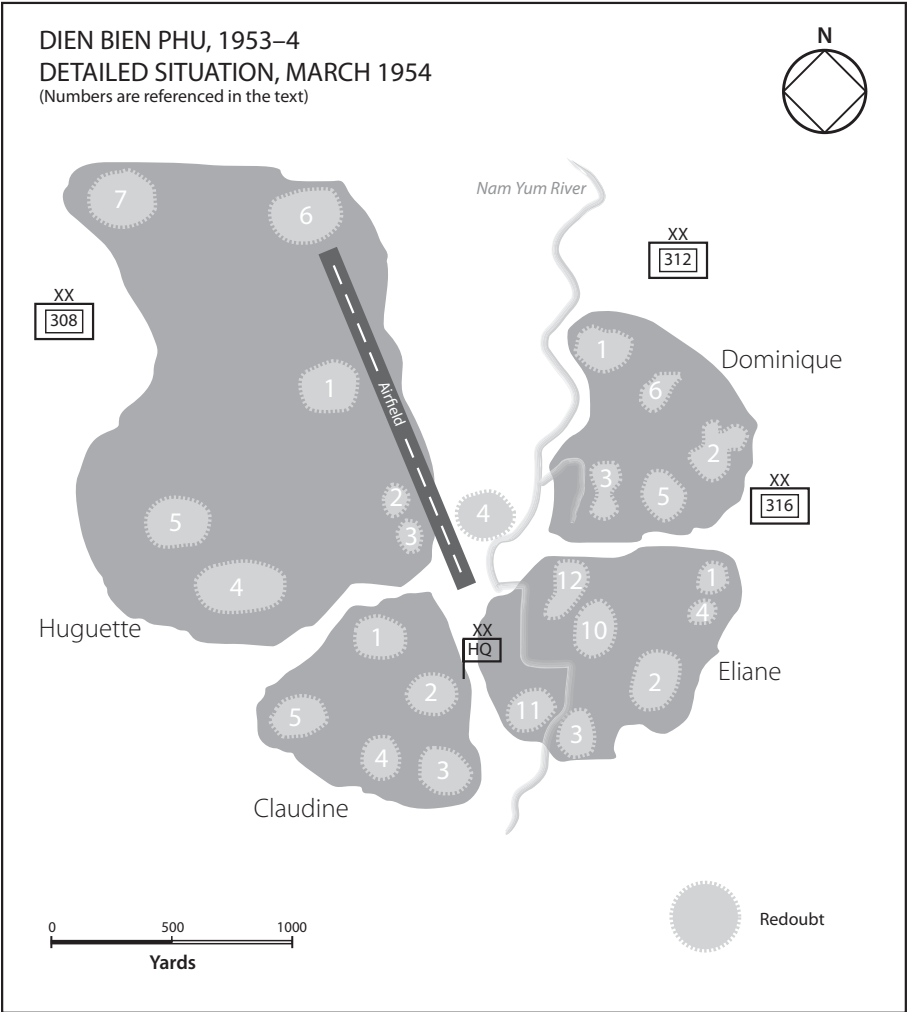 DIEN BIEN PHU, 1953–4
DETAILED SITUATION, MARCH 1954
(Numbers are referenced in the text)
N
Nam Yum River
7
6
XX
312
XX
308
1
Dominique
6
1
Airfield
2
3
5
XX
316
2
4
5
3
4
12
1
4
Huguette
1
10
XX
HQ
Eliane
2
2
5
11
3
4
3
Claudine
0 500 1000
Yards
Redoubt